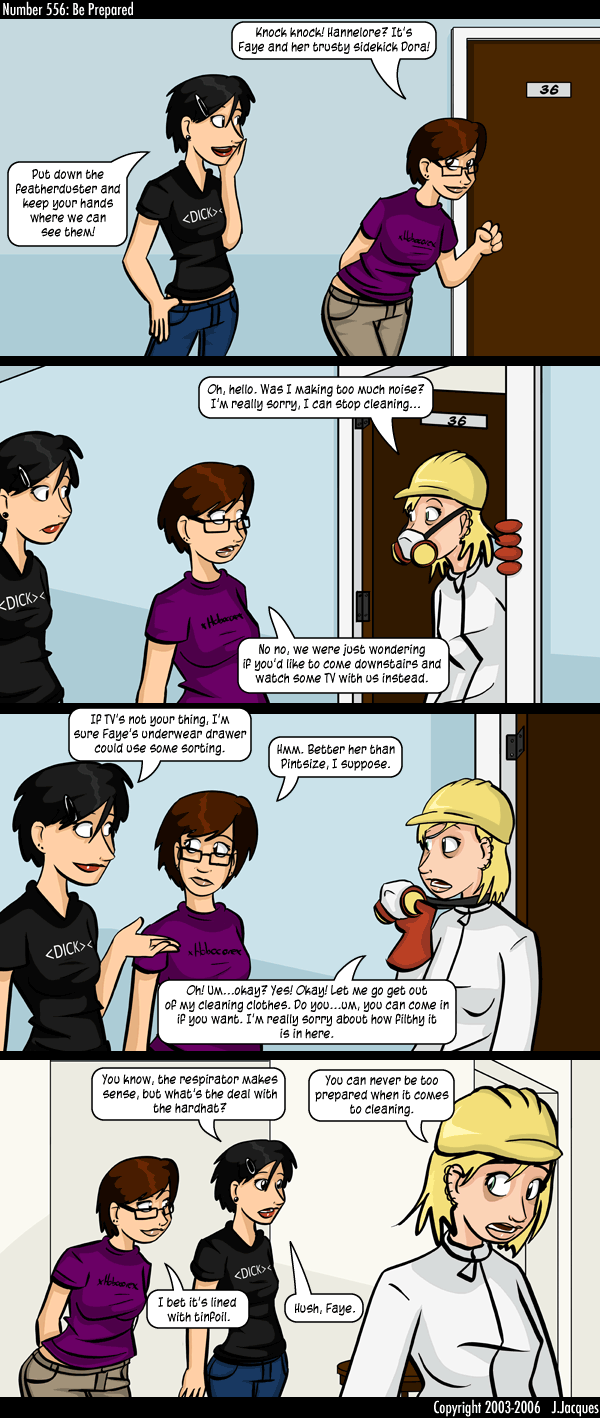 Number 556: Be Prepared
Knock knock! Hannelore? It's
Faye and her trusty sidekick Dora!
36
Put down the
featherduster and
keep your hands
where we can
see them!
<DICK><
xHobocorex
Oh, hello. Was I making too much noise?
I'm really sorry, I can stop cleaning...
36
<DICK><
xHobocorex
No no, we were just wondering
if you'd like to come downstairs and
watch some TV with us instead.
If TV's not your thing, I'm
sure Faye's underwear drawer
could use some sorting.
Hmm. Better her than
Pintsize, I suppose.
<DICK><
xHobocorex
Oh! Um...okay? Yes! Okay! Let me go get out
of my cleaning clothes. Do you...um, you can come in
if you want. I'm really sorry about how filthy it
is in here.
You know, the respirator makes
sense, but what's the deal with
the hardhat?
You can never be too
prepared when it comes
to cleaning.
xHobocorex
<DICK><
I bet it's lined
with tinfoil.
Hush, Faye.
Copyright 2003-2006 J.Jacques